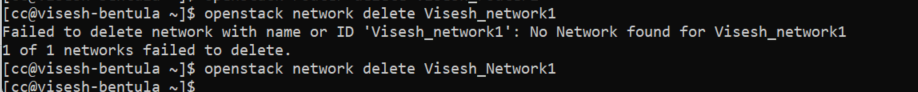 [cc@visesh-bentula ~]$ openstack network delete Visesh_network1
Failed to delete network with name or ID 'Visesh_network1': No Network found for Visesh_network1
1 of 1 networks failed to delete.
[cc@visesh-bentula ~]$ openstack network delete Visesh_Network1
[cc@visesh-bentula ~]$